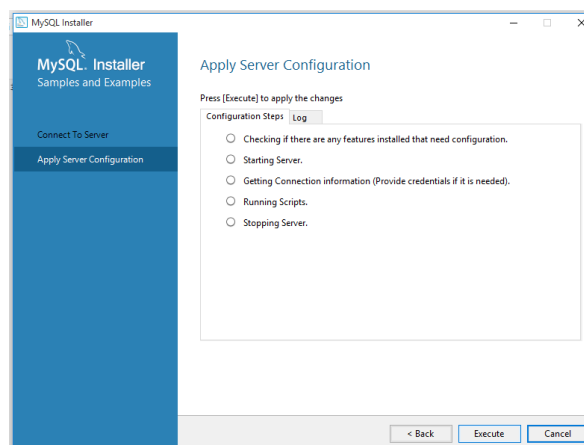 MySQL Installer
MySQL. Installer
Samples and Examples
Connect To Server
Apply Server Configuration
Apply Server Configuration
Press [Execute] to apply the changes
Configuration Steps Log
Checking if there are any features installed that need configuration.
Starting Server.
Getting Connection information (Provide credentials if it is needed).
Running Scripts.
Stopping Server.
< Back Execute Cancel